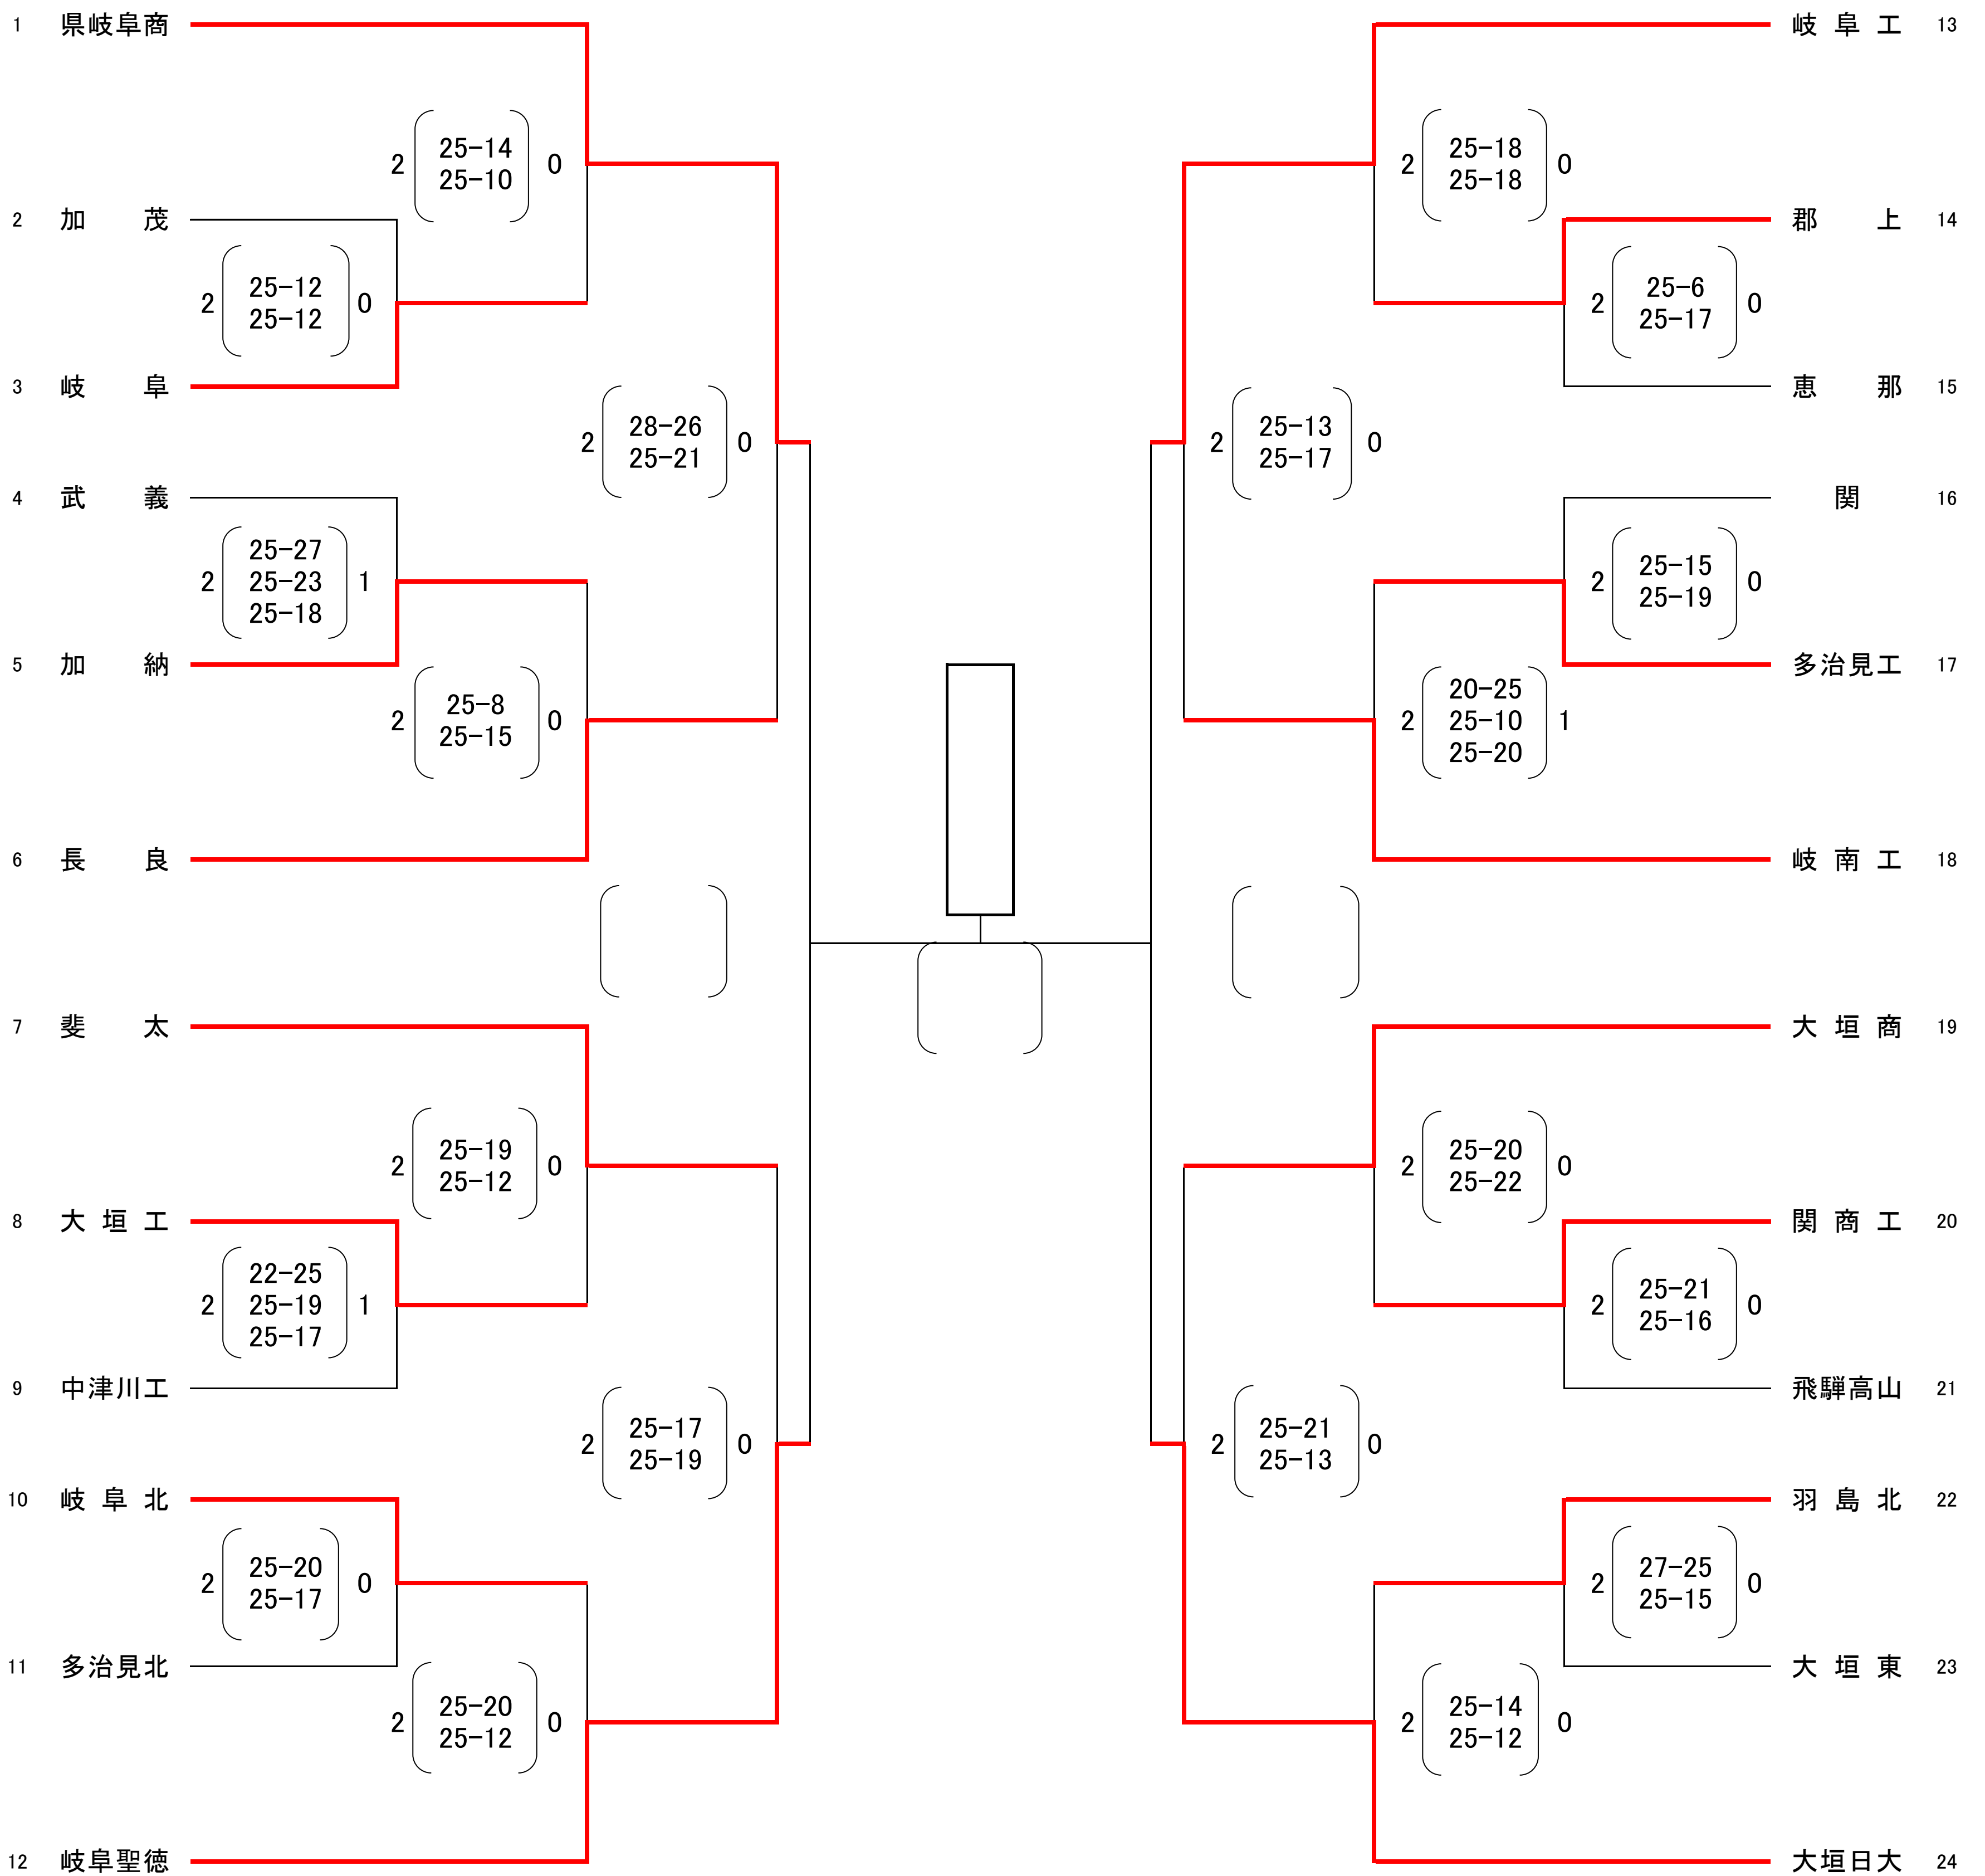 1 県岐阜商
2 ( 25-14 25-10 ) 0
2 加茂
2 ( 25-12 25-12 ) 0
3 岐阜
2 ( 28-26 25-21 ) 0
4 武義
2 ( 25-27 25-23 25-18 ) 1
5 加納
2 ( 25-8 25-15 ) 0
6 長良
7 斐太
2 ( 25-19 25-12 ) 0
8 大垣工
2 ( 22-25 25-19 25-17 ) 1
9 中津川工
2 ( 25-17 25-19 ) 0
10 岐阜北
2 ( 25-20 25-17 ) 0
11 多治見北
2 ( 25-20 25-12 ) 0
12 岐阜聖徳
岐阜工 13
2 ( 25-18 25-18 ) 0
郡上 14
2 ( 25-6 25-17 ) 0
恵那 15
2 ( 25-13 25-17 ) 0
関 16
2 ( 25-15 25-19 ) 0
多治見工 17
2 ( 20-25 25-10 25-20 ) 1
岐南工 18
大垣商 19
2 ( 25-20 25-22 ) 0
関商工 20
2 ( 25-21 25-16 ) 0
飛騨高山 21
2 ( 25-21 25-13 ) 0
羽島北 22
2 ( 27-25 25-15 ) 0
大垣東 23
2 ( 25-14 25-12 ) 0
大垣日大 24